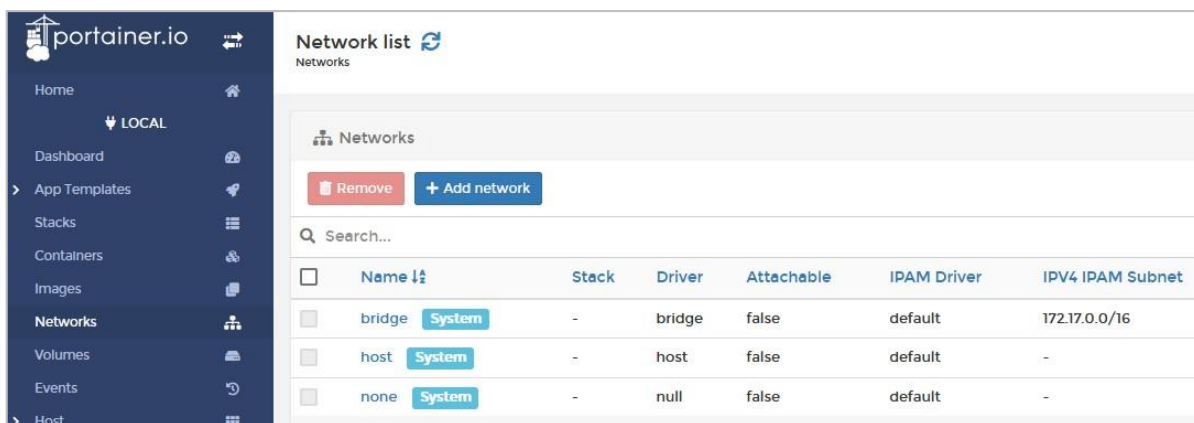 portainer.io
Home
LOCAL
Dashboard
App Templates
Stacks
Containers
Images
Networks
Volumes
Events
Host
Network list
Networks
Networks
Remove + Add network
Search...
Name Stack Driver Attachable IPAM Driver IPV4 IPAM Subnet
bridge System - bridge false default 172.17.0.0/16
host System - host false default -
none System - null false default -